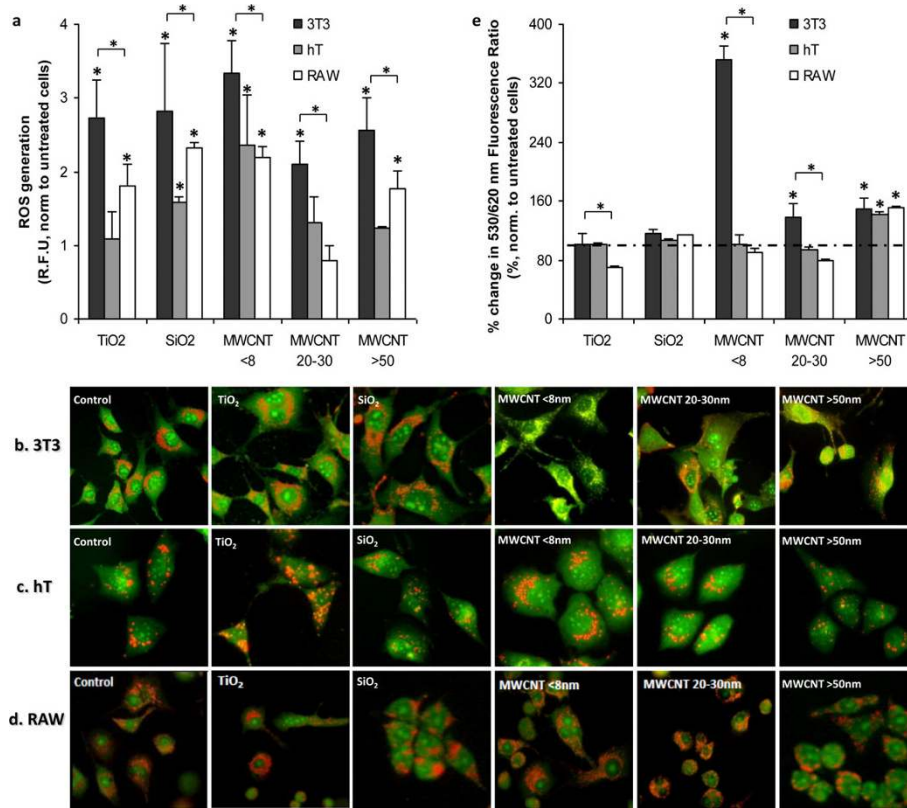 a
ROS generation
(R.F.U, norm to untreated cells)
4
3
2
1
0
* * * * * * * * * * * * * * * *
3T3
hT
RAW
TiO2 SiO2 MWCNT MWCNT MWCNT
<8 20-30 >50
e
% change in 530/620 nm Fluorescence Ratio
(%, norm. to untreated cells)
400
320
240
160
80
0
* * * * * * * *
3T3
hT
RAW
TiO2 SiO2 MWCNT MWCNT MWCNT
<8 20-30 >50
b. 3T3
Control TiO₂ SiO₂ MWCNT <8nm MWCNT 20-30nm MWCNT >50nm
c. hT
Control TiO₂ SiO₂ MWCNT <8nm MWCNT 20-30nm MWCNT >50nm
d. RAW
Control TiO₂ SiO₂ MWCNT <8nm MWCNT 20-30nm MWCNT >50nm